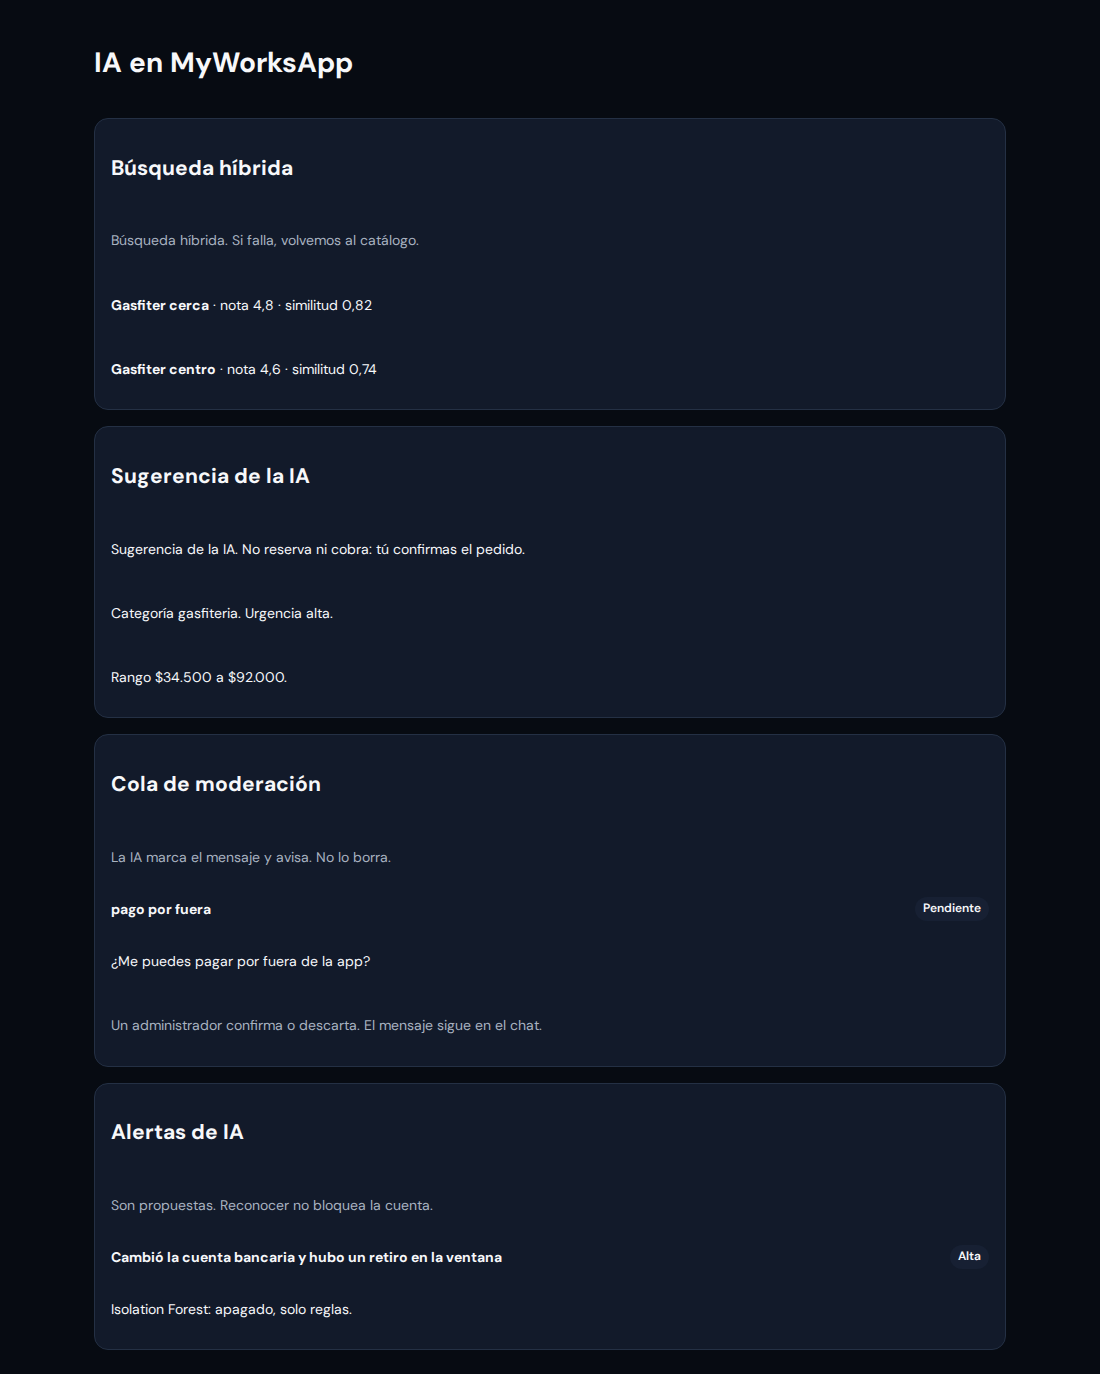 IA en MyWorksApp
Búsqueda híbrida
Búsqueda híbrida. Si falla, volvemos al catálogo.
Gasfiter cerca · nota 4,8 · similitud 0,82
Gasfiter centro · nota 4,6 · similitud 0,74
Sugerencia de la IA
Sugerencia de la IA. No reserva ni cobra: tú confirmas el pedido.
Categoría gasfiteria. Urgencia alta.
Rango $34.500 a $92.000.
Cola de moderación
La IA marca el mensaje y avisa. No lo borra.
pago por fuera Pendiente
¿Me puedes pagar por fuera de la app?
Un administrador confirma o descarta. El mensaje sigue en el chat.
Alertas de IA
Son propuestas. Reconocer no bloquea la cuenta.
Cambió la cuenta bancaria y hubo un retiro en la ventana Alta
Isolation Forest: apagado, solo reglas.